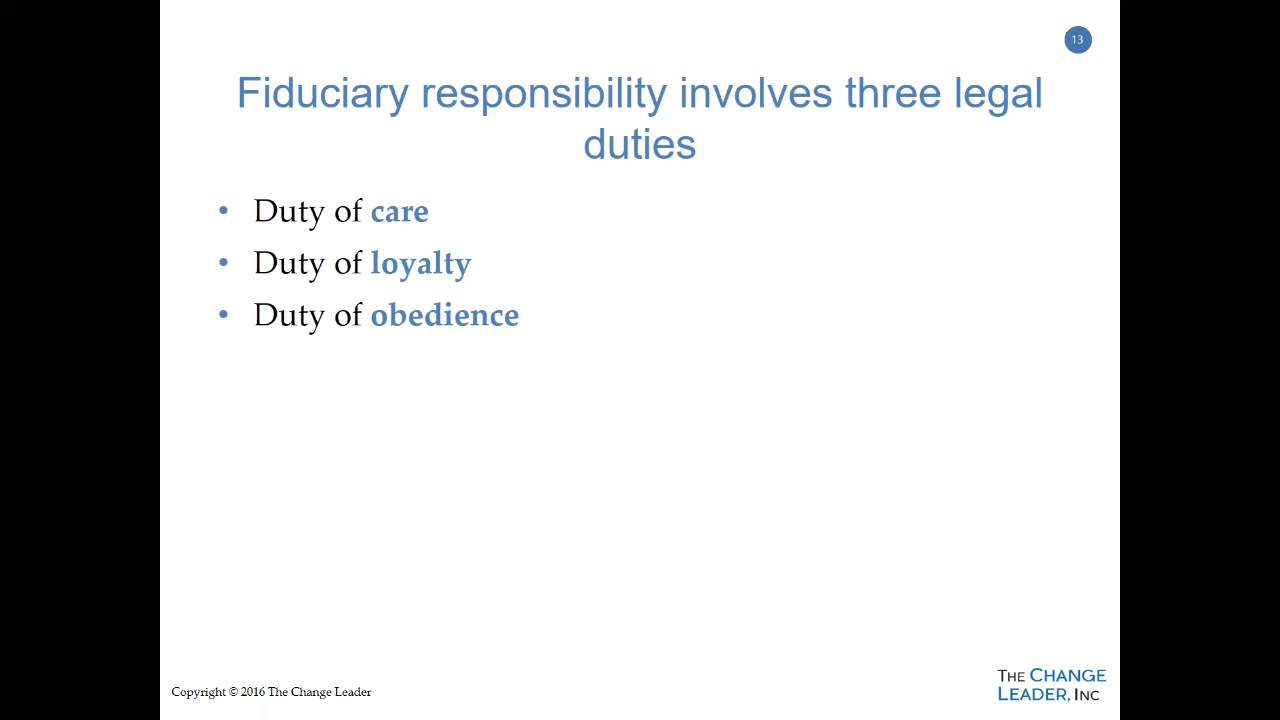 13
Fiduciary responsibility involves three legal
duties
• Duty of care
• Duty of loyalty
• Duty of obedience
Copyright © 2016 The Change Leader
THE CHANGE
LEADER, INC